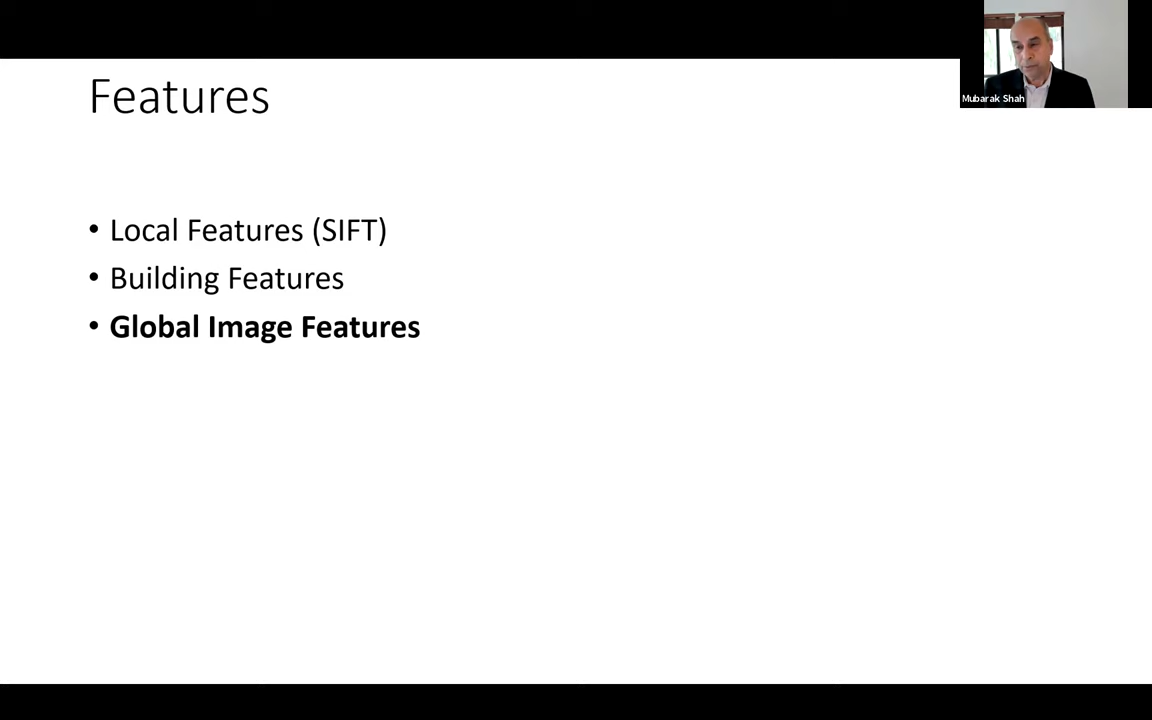 Features
Mubarak Shah
• Local Features (SIFT)
• Building Features
• Global Image Features